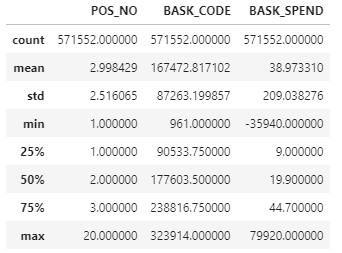 POS_NO BASK_CODE BASK_SPEND
count 571552.000000 571552.000000 571552.000000
mean 2.998429 167472.817102 38.973310
std 2.516065 87263.199857 209.038276
min 1.000000 961.000000 -35940.000000
25% 1.000000 90533.750000 9.000000
50% 2.000000 177603.500000 19.900000
75% 3.000000 238816.750000 44.700000
max 20.000000 323914.000000 79920.000000